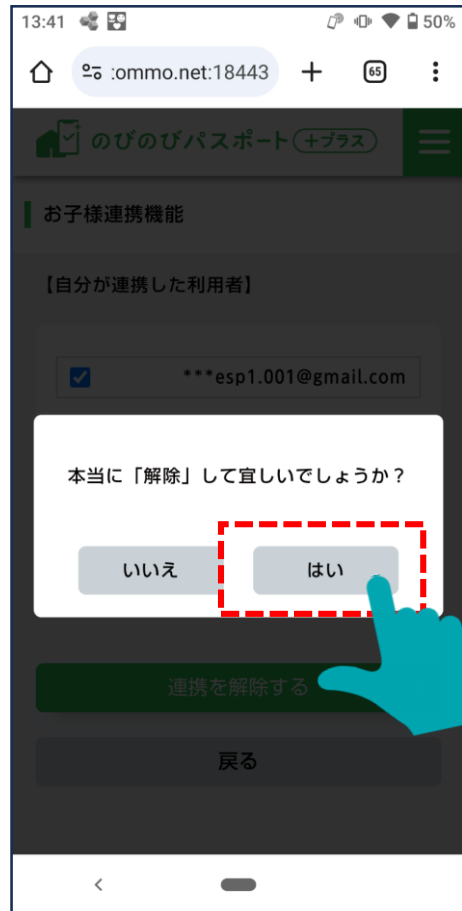 13:41 50%
:ommo.net:18443 65
のびのびパスポート +プラス
お子様連携機能
【自分が連携した利用者】
***esp1.001@gmail.com
本当に「解除」して宜しいでしょうか？
いいえ はい
連携を解除する
戻る